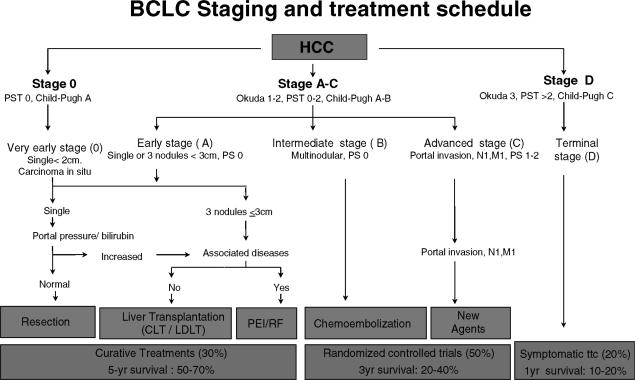 BCLC Staging and treatment schedule
HCC
Stage 0
PST 0, Child-Pugh A
Stage A-C
Okuda 1-2, PST 0-2, Child-Pugh A-B
Stage D
Okuda 3, PST >2, Child-Pugh C
Very early stage (0)
Single< 2cm.
Carcinoma in situ
Early stage ( A)
Single or 3 nodules < 3cm, PS 0
Intermediate stage ( B)
Multinodular, PS 0
Advanced stage (C)
Portal invasion, N1,M1, PS 1-2
Terminal
stage (D)
Single
3 nodules ≤3cm
Portal pressure/ bilirubin
Increased
Associated diseases
Portal invasion, N1,M1
Normal
No
Yes
Resection
Liver Transplantation
(CLT / LDLT)
PEI/RF
Chemoembolization
New
Agents
Curative Treatments (30%)
5-yr survival : 50-70%
Randomized controlled trials (50%)
3yr survival: 20-40%
Symptomatic ttc (20%)
1yr survival: 10-20%